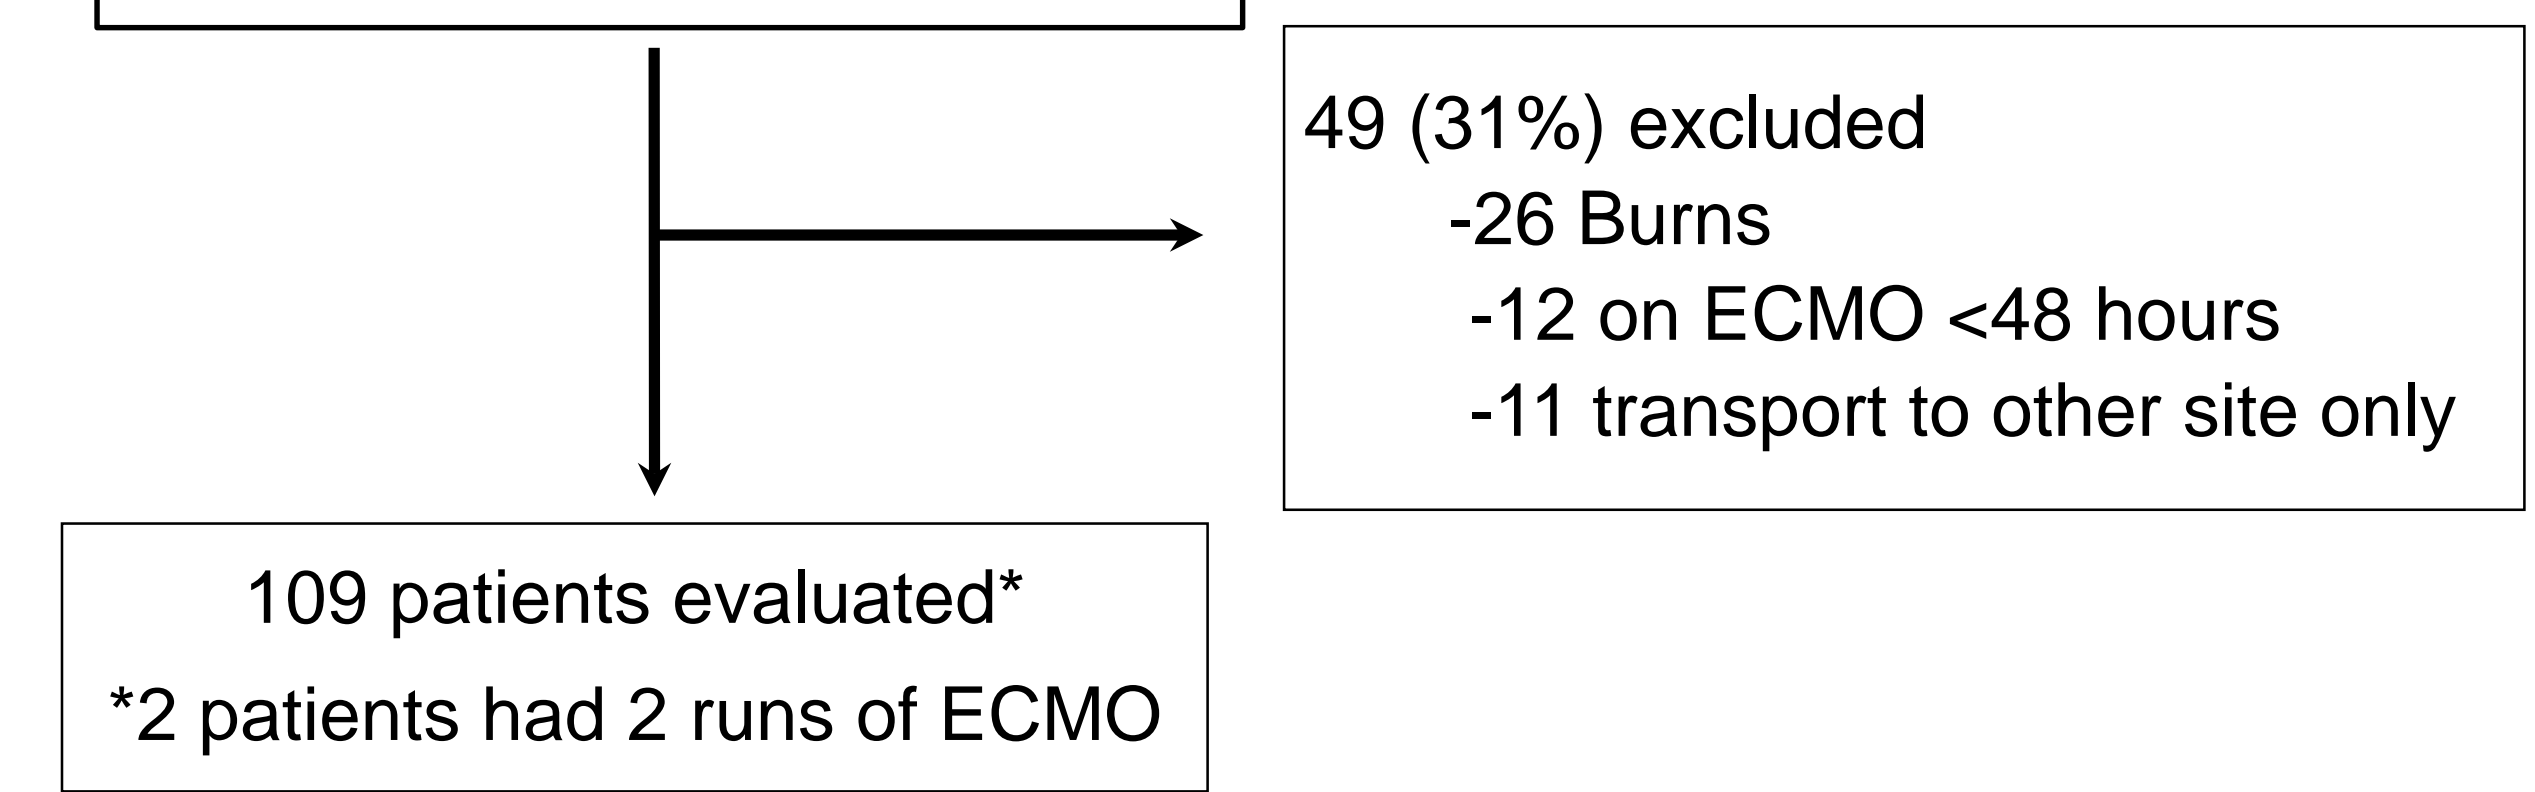 49 (31%) excluded
-26 Burns
-12 on ECMO <48 hours
-11 transport to other site only
109 patients evaluated*
*2 patients had 2 runs of ECMO